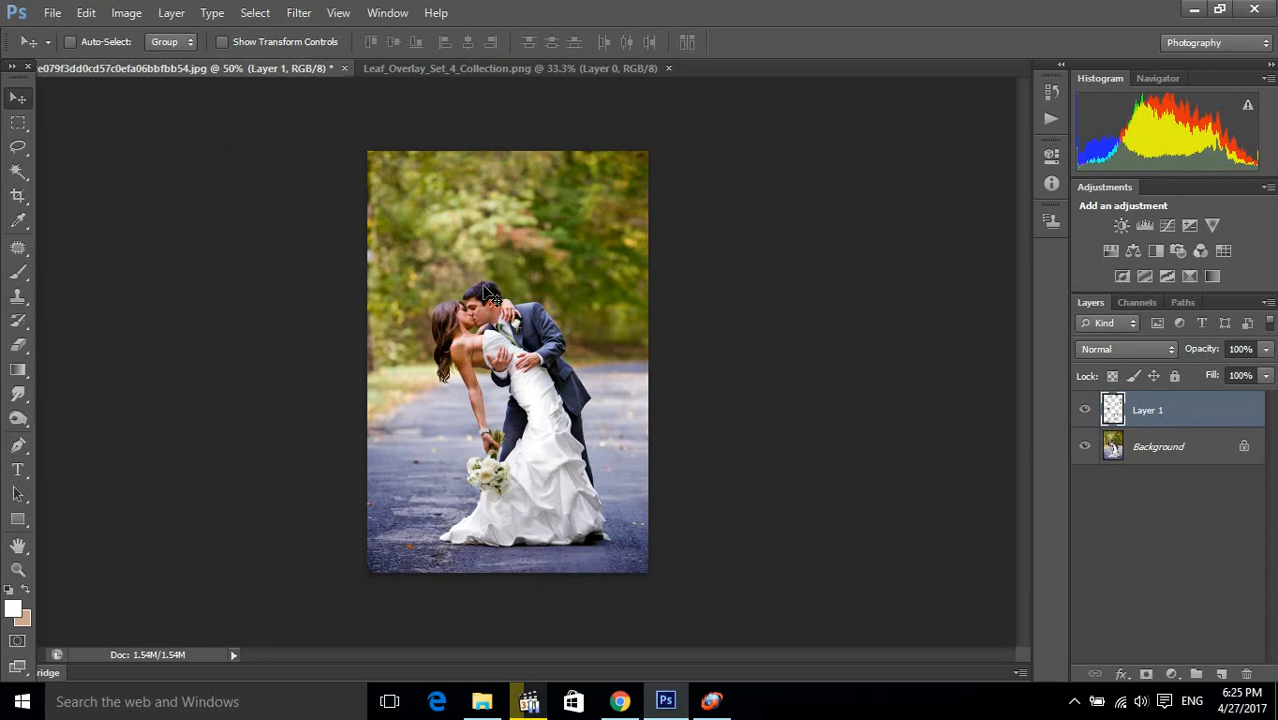 Ps File Edit Image Layer Type Select Filter View Window Help
Auto-Select: Group Show Transform Controls Photography
e079f3dd0cd57c0efa06bbfbb54.jpg @ 50% (Layer 1, RGB/8) * × Leaf_Overlay_Set_4_Collection.png @ 33.3% (Layer 0, RGB/8) ×
Histogram Navigator
Adjustments
Add an adjustment
Layers Channels Paths
Kind
Normal Opacity: 100%
Lock: Fill: 100%
Layer 1
Background
Doc: 1.54M/1.54M
ridge
Search the web and Windows
ENG
6:25 PM
4/27/2017